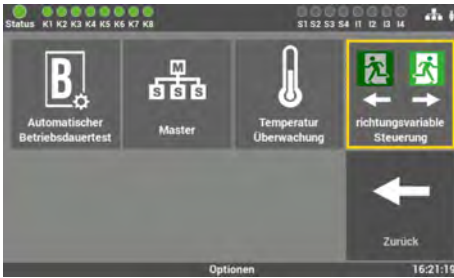 Status K1 K2 K3 K4 K5 K6 K7 K8 S1 S2 S3 S4 I1 I2 I3 I4
B
M
S S S
Automatischer
Betriebsdauertest
Master
Temperatur
Überwachung
richtungsvariable
Steuerung
Zurück
Optionen 16:21:19